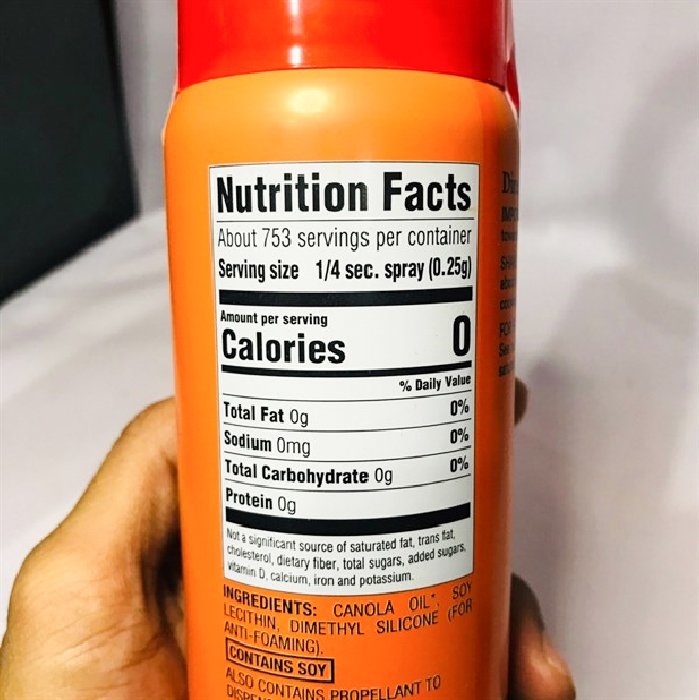 Nutrition Facts
About 753 servings per container
Serving size 1/4 sec. spray (0.25g)
Amount per serving
Calories 0
% Daily Value
Total Fat 0g 0%
Sodium 0mg 0%
Total Carbohydrate 0g 0%
Protein 0g
Not a significant source of saturated fat, trans fat,
cholesterol, dietary fiber, total sugars, added sugars,
vitamin D, calcium, iron and potassium.
INGREDIENTS: CANOLA OIL*, SOY
LECITHIN, DIMETHYL SILICONE (FOR
ANTI-FOAMING).
CONTAINS SOY
ALSO CONTAINS PROPELLANT TO